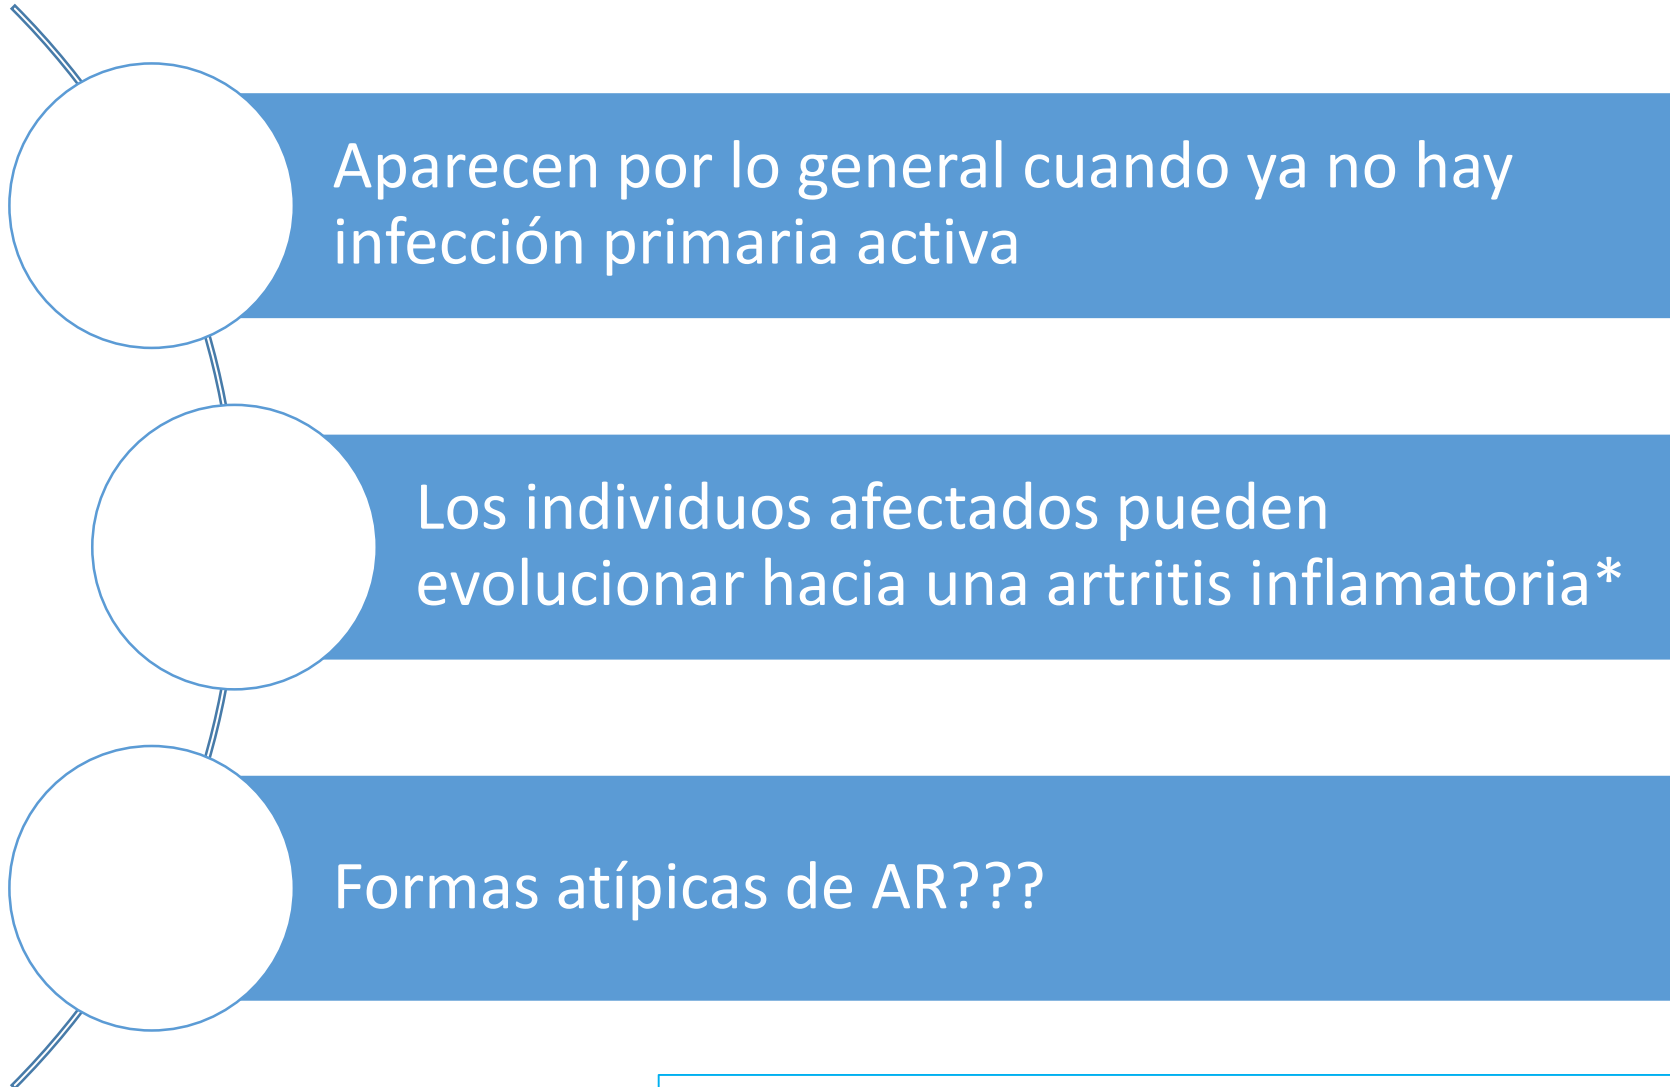 Aparecen por lo general cuando ya no hay
infección primaria activa
Los individuos afectados pueden
evolucionar hacia una artritis inflamatoria*
Formas atípicas de AR???